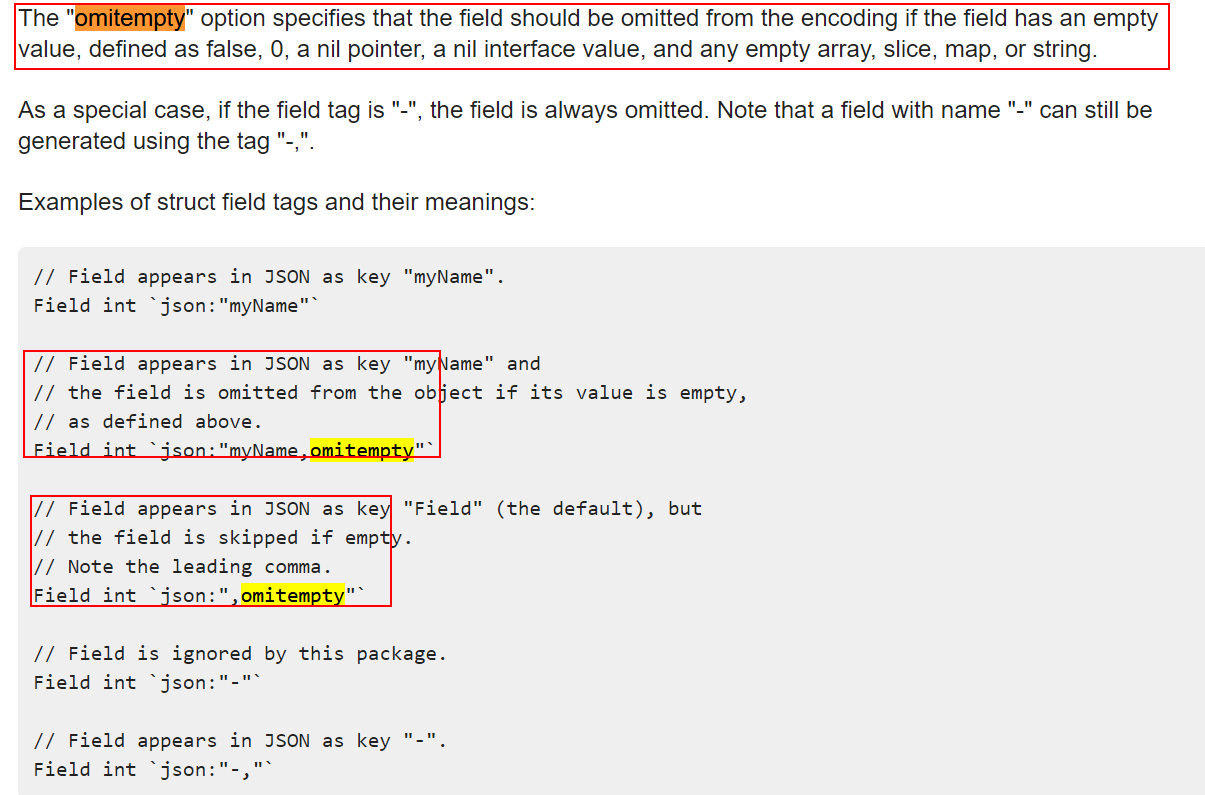 The "omitempty" option specifies that the field should be omitted from the encoding if the field has an empty
value, defined as false, 0, a nil pointer, a nil interface value, and any empty array, slice, map, or string.
As a special case, if the field tag is "-", the field is always omitted. Note that a field with name "-" can still be
generated using the tag "-,".
Examples of struct field tags and their meanings:
// Field appears in JSON as key "myName".
Field int `json:"myName"`
// Field appears in JSON as key "myName" and
// the field is omitted from the object if its value is empty,
// as defined above.
Field int `json:"myName,omitempty"`
// Field appears in JSON as key "Field" (the default), but
// the field is skipped if empty.
// Note the leading comma.
Field int `json:",omitempty"`
// Field is ignored by this package.
Field int `json:"-"`
// Field appears in JSON as key "-".
Field int `json:"-,"`